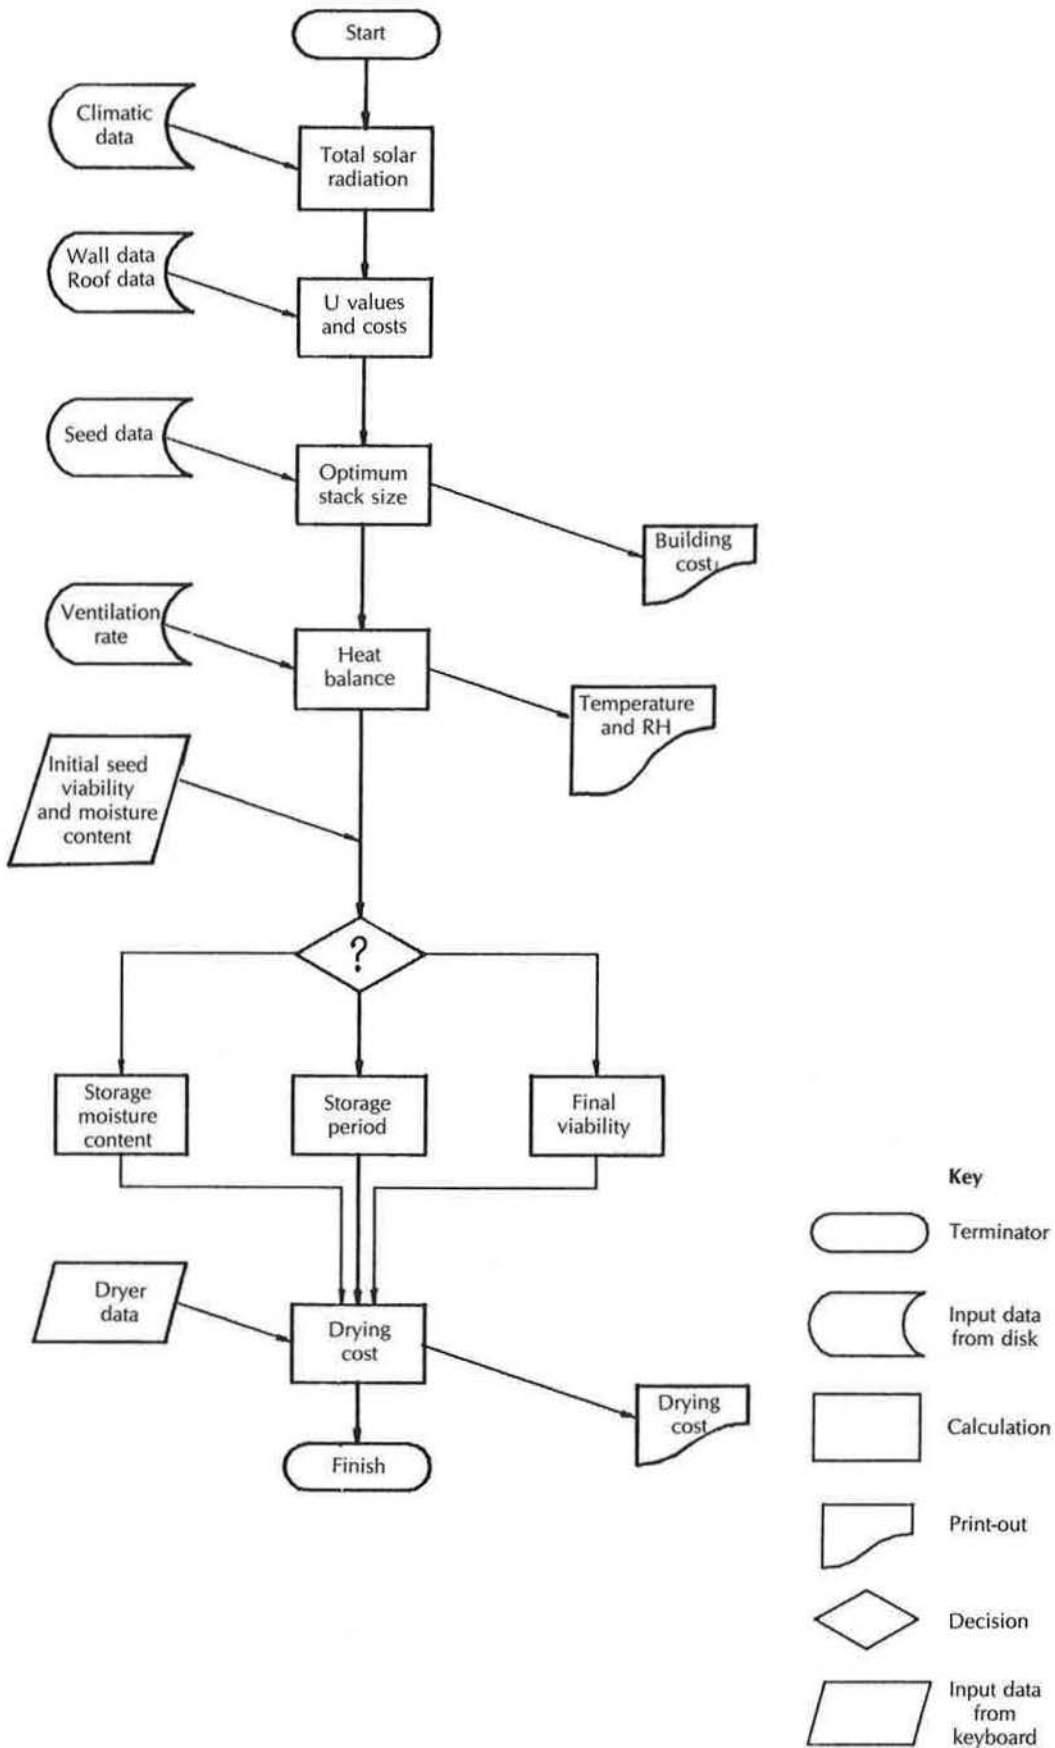 Start
Climatic
data
Total solar
radiation
Wall data
Roof data
U values
and costs
Seed data
Optimum
stack size
Building
cost
Ventilation
rate
Heat
balance
Temperature
and RH
Initial seed
viability
and moisture
content
?
Storage
moisture
content
Storage
period
Final
viability
Dryer
data
Drying
cost
Drying
cost
Finish
Key
Terminator
Input data
from disk
Calculation
Print-out
Decision
Input data
from
keyboard